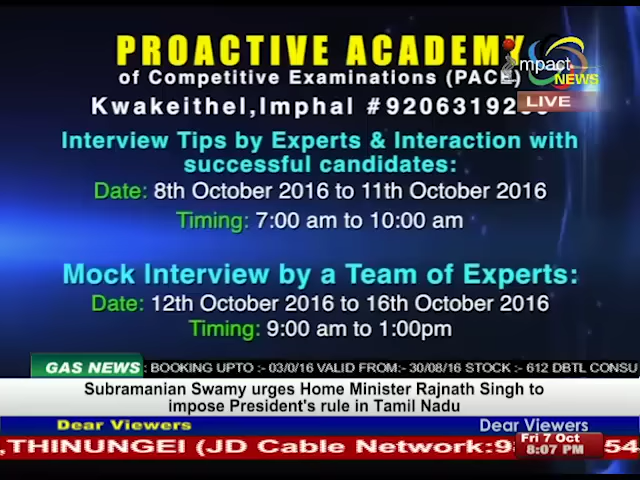 PROACTIVE ACADEMY
of Competitive Examinations (PACE)
Kwakeithel,Imphal
impact
NEWS
LIVE
Interview Tips by Experts & Interaction with
successful candidates:
Date: 8th October 2016 to 11th October 2016
Timing: 7:00 am to 10:00 am
Mock Interview by a Team of Experts:
Date: 12th October 2016 to 16th October 2016
Timing: 9:00 am to 1:00pm
GAS NEWS : BOOKING UPTO :- 03/0/16 VALID FROM:- 30/08/16 STOCK :- 612 DBTL CONSU
Subramanian Swamy urges Home Minister Rajnath Singh to
impose President's rule in Tamil Nadu
Dear Viewers Dear Viewers
,THINUNGEI (JD Cable Network:9 54
Fri 7 Oct
8:07 PM